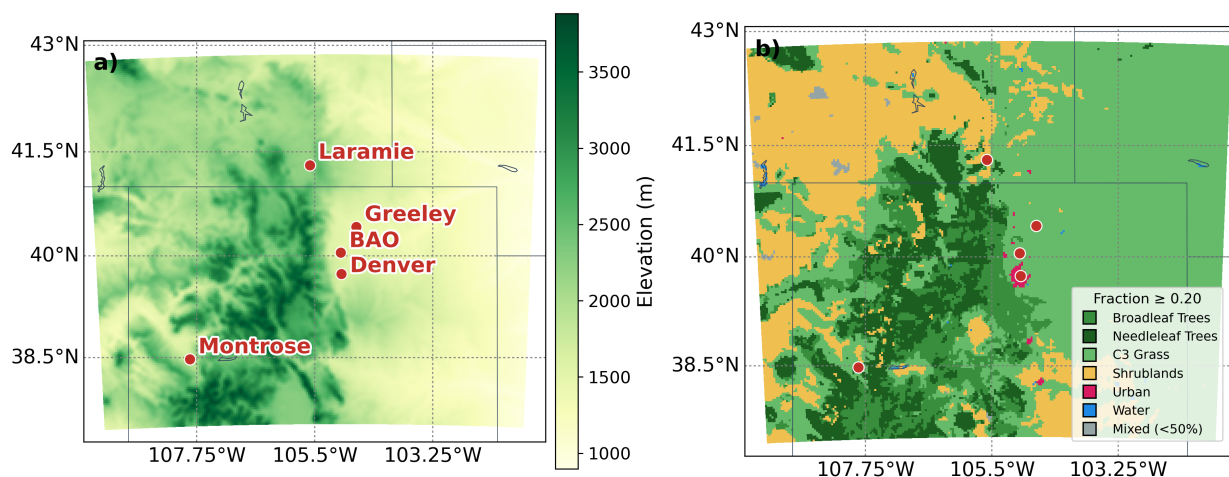 a)
43°N
41.5°N
40°N
38.5°N
107.75°W
105.5°W
103.25°W
Laramie
Greeley
BAO
Denver
Montrose
3500
3000
2500
2000
1500
1000
Elevation (m)
b)
43°N
41.5°N
40°N
38.5°N
107.75°W
105.5°W
103.25°W
Fraction ≥ 0.20
Broadleaf Trees
Needleleaf Trees
C3 Grass
Shrublands
Urban
Water
Mixed (<50%)